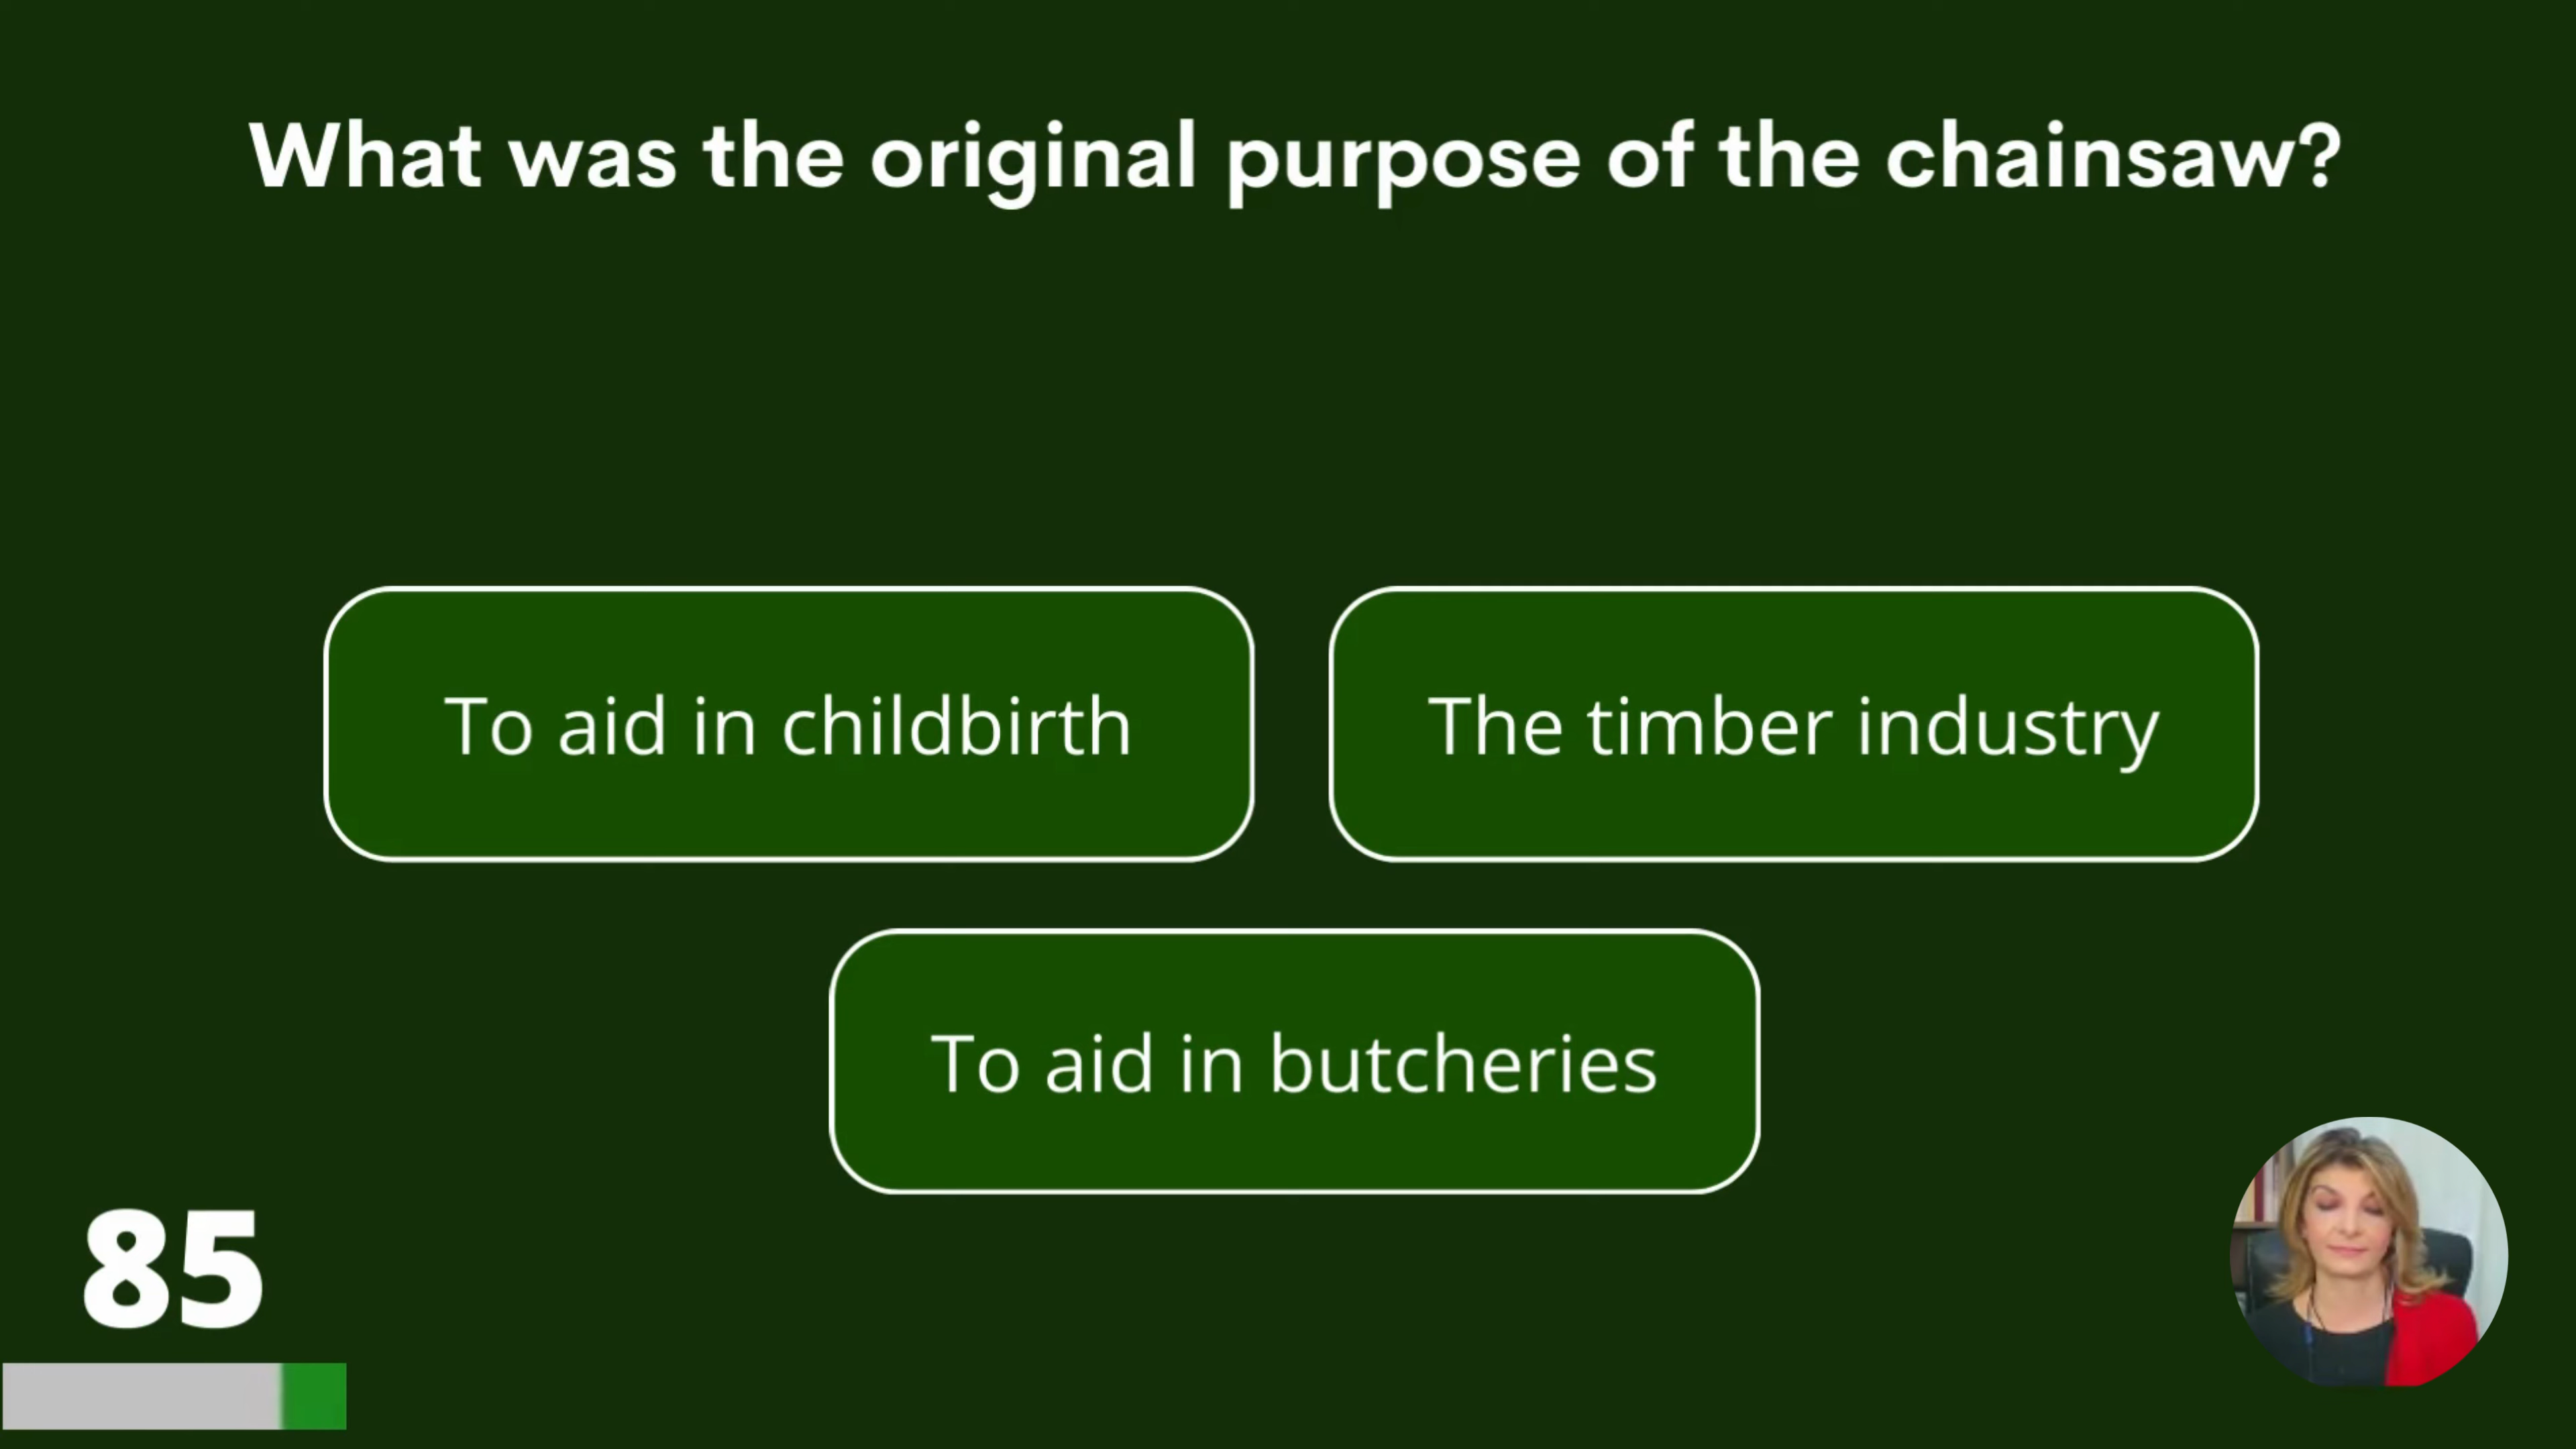 What was the original purpose of the chainsaw?
To aid in childbirth
The timber industry
To aid in butcheries
85